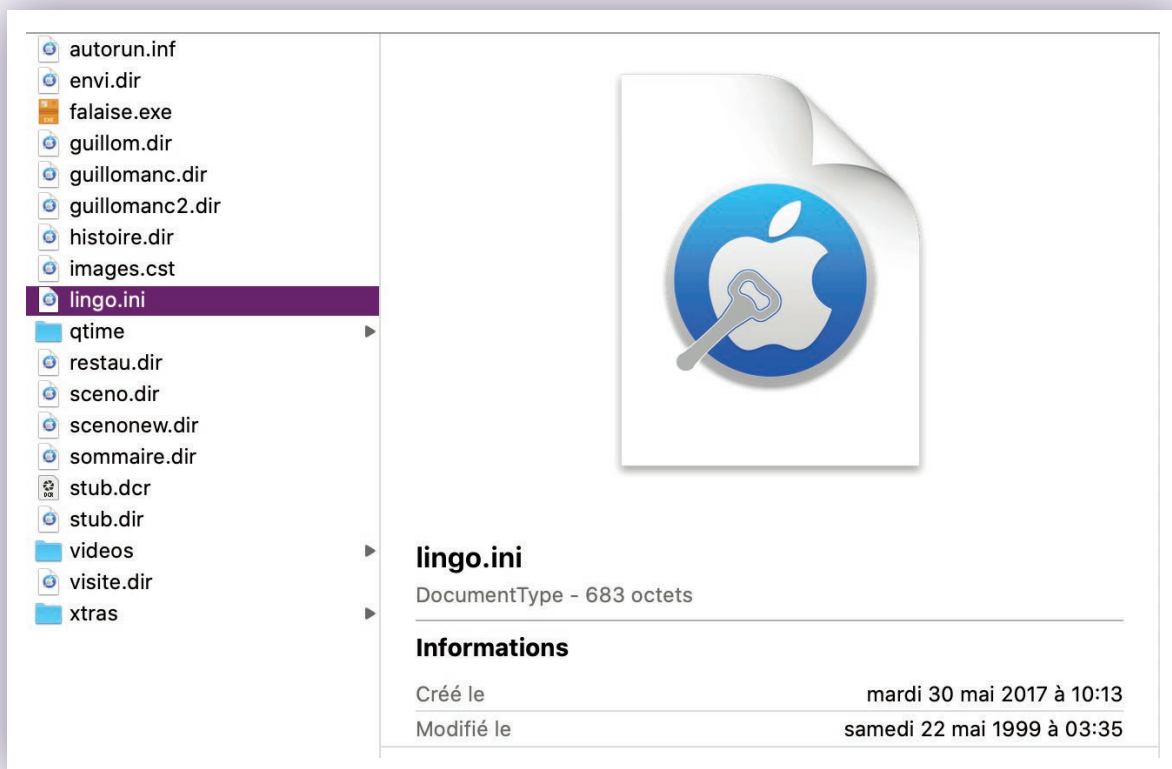 autorun.inf
envi.dir
falaise.exe
guillom.dir
guillomanc.dir
guillomanc2.dir
histoire.dir
images.cst
lingo.ini
qtime
restau.dir
sceno.dir
scenonew.dir
sommaire.dir
stub.dcr
stub.dir
videos
visite.dir
xtras
lingo.ini
DocumentType - 683 octets
Informations
Créé le mardi 30 mai 2017 à 10:13
Modifié le samedi 22 mai 1999 à 03:35